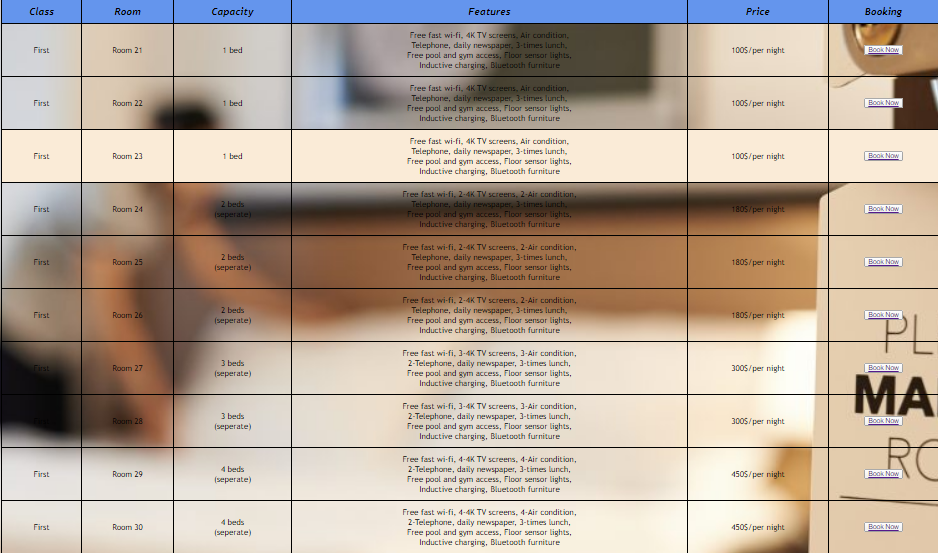 Class Room Capacity Features Price Booking
First Room 21 1 bed Free fast wi-fi, 4K TV screens, Air condition, 100$/per night Book Now
Telephone, daily newspaper, 3-times lunch,
Free pool and gym access, Floor sensor lights,
Inductive charging, Bluetooth furniture
First Room 22 1 bed Free fast wi-fi, 4K TV screens, Air condition, 100$/per night Book Now
Telephone, daily newspaper, 3-times lunch,
Free pool and gym access, Floor sensor lights,
Inductive charging, Bluetooth furniture
First Room 23 1 bed Free fast wi-fi, 4K TV screens, Air condition, 100$/per night Book Now
Telephone, daily newspaper, 3-times lunch,
Free pool and gym access, Floor sensor lights,
Inductive charging, Bluetooth furniture
First Room 24 2 beds (seperate) Free fast wi-fi, 2-4K TV screens, 2-Air condition, 180$/per night Book Now
Telephone, daily newspaper, 3-times lunch,
Free pool and gym access, Floor sensor lights,
Inductive charging, Bluetooth furniture
First Room 25 2 beds (seperate) Free fast wi-fi, 2-4K TV screens, 2-Air condition, 180$/per night Book Now
Telephone, daily newspaper, 3-times lunch,
Free pool and gym access, Floor sensor lights,
Inductive charging, Bluetooth furniture
First Room 26 2 beds (seperate) Free fast wi-fi, 2-4K TV screens, 2-Air condition, 180$/per night Book Now
Telephone, daily newspaper, 3-times lunch,
Free pool and gym access, Floor sensor lights,
Inductive charging, Bluetooth furniture
PL
First Room 27 3 beds (seperate) Free fast wi-fi, 3-4K TV screens, 3-Air condition, 300$/per night Book Now
2-Telephone, daily newspaper, 3-times lunch,
Free pool and gym access, Floor sensor lights,
Inductive charging, Bluetooth furniture
MA
First Room 28 3 beds (seperate) Free fast wi-fi, 3-4K TV screens, 3-Air condition, 300$/per night Book Now
2-Telephone, daily newspaper, 3-times lunch,
Free pool and gym access, Floor sensor lights,
Inductive charging, Bluetooth furniture
RO
First Room 29 4 beds (seperate) Free fast wi-fi, 4-4K TV screens, 4-Air condition, 450$/per night Book Now
2-Telephone, daily newspaper, 3-times lunch,
Free pool and gym access, Floor sensor lights,
Inductive charging, Bluetooth furniture
First Room 30 4 beds (seperate) Free fast wi-fi, 4-4K TV screens, 4-Air condition, 450$/per night Book Now
2-Telephone, daily newspaper, 3-times lunch,
Free pool and gym access, Floor sensor lights,
Inductive charging, Bluetooth furniture